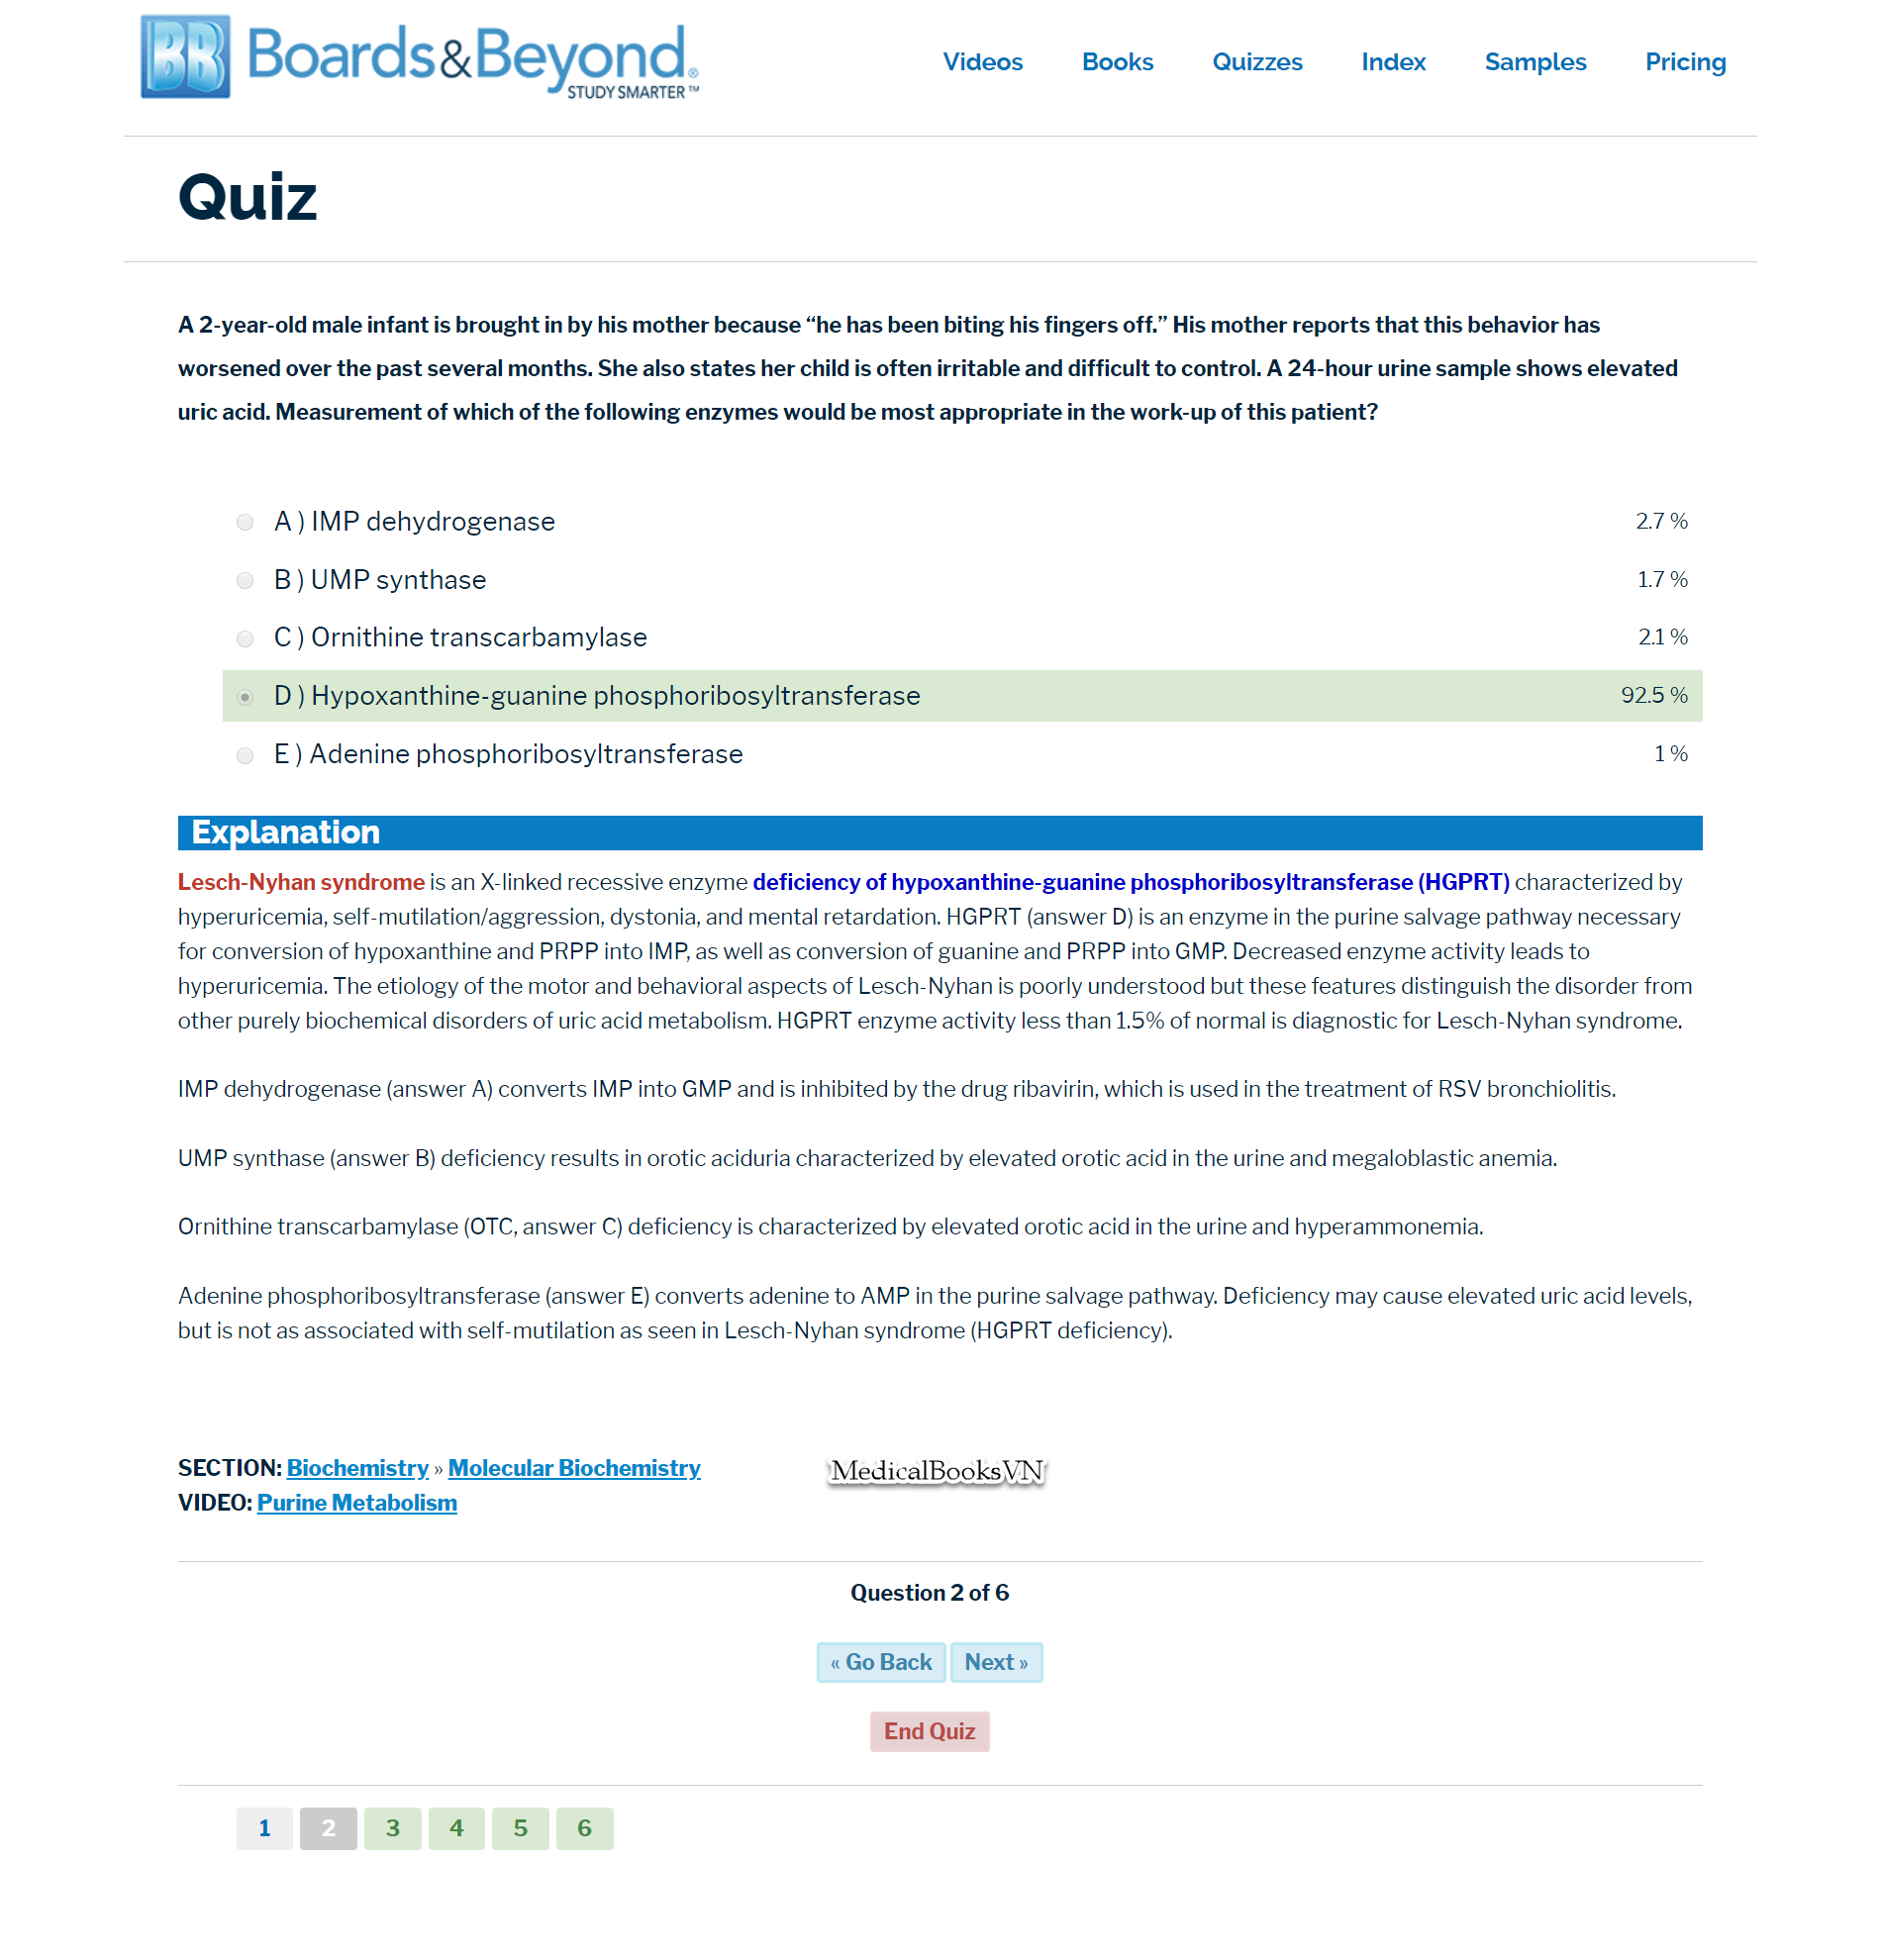 BB Boards&Beyond®
STUDY SMARTER™
Videos Books Quizzes Index Samples Pricing
Quiz
A 2-year-old male infant is brought in by his mother because “he has been biting his fingers off.” His mother reports that this behavior has
worsened over the past several months. She also states her child is often irritable and difficult to control. A 24-hour urine sample shows elevated
uric acid. Measurement of which of the following enzymes would be most appropriate in the work-up of this patient?
A ) IMP dehydrogenase 2.7 %
B ) UMP synthase 1.7 %
C ) Ornithine transcarbamylase 2.1 %
D ) Hypoxanthine-guanine phosphoribosyltransferase 92.5 %
E ) Adenine phosphoribosyltransferase 1 %
Explanation
Lesch-Nyhan syndrome is an X-linked recessive enzyme deficiency of hypoxanthine-guanine phosphoribosyltransferase (HGPRT) characterized by
hyperuricemia, self-mutilation/aggression, dystonia, and mental retardation. HGPRT (answer D) is an enzyme in the purine salvage pathway necessary
for conversion of hypoxanthine and PRPP into IMP, as well as conversion of guanine and PRPP into GMP. Decreased enzyme activity leads to
hyperuricemia. The etiology of the motor and behavioral aspects of Lesch-Nyhan is poorly understood but these features distinguish the disorder from
other purely biochemical disorders of uric acid metabolism. HGPRT enzyme activity less than 1.5% of normal is diagnostic for Lesch-Nyhan syndrome.
IMP dehydrogenase (answer A) converts IMP into GMP and is inhibited by the drug ribavirin, which is used in the treatment of RSV bronchiolitis.
UMP synthase (answer B) deficiency results in orotic aciduria characterized by elevated orotic acid in the urine and megaloblastic anemia.
Ornithine transcarbamylase (OTC, answer C) deficiency is characterized by elevated orotic acid in the urine and hyperammonemia.
Adenine phosphoribosyltransferase (answer E) converts adenine to AMP in the purine salvage pathway. Deficiency may cause elevated uric acid levels,
but is not as associated with self-mutilation as seen in Lesch-Nyhan syndrome (HGPRT deficiency).
SECTION: Biochemistry » Molecular Biochemistry
MedicalBooksVN
VIDEO: Purine Metabolism
Question 2 of 6
« Go Back Next »
End Quiz
1 2 3 4 5 6